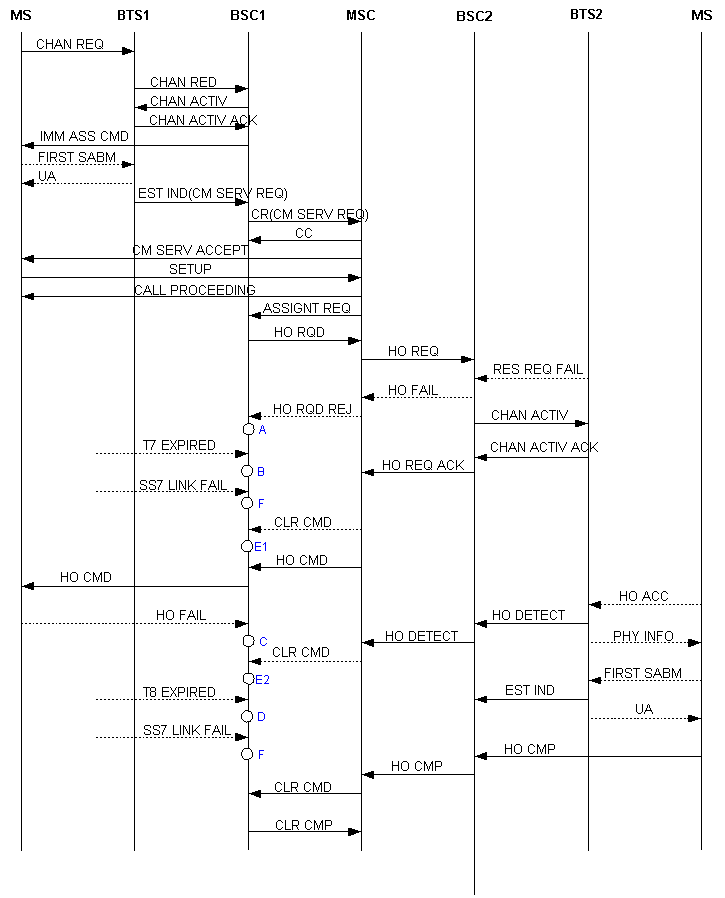 MS BTS1 BSC1 MSC BSC2 BTS2 MS
CHAN REQ
CHAN RED
CHAN ACTIV
CHAN ACTIV ACK
IMM ASS CMD
FIRST SABM
UA
EST IND(CM SERV REQ)
CR(CM SERV REQ)
CC
CM SERV ACCEPT
SETUP
CALL PROCEEDING
ASSIGNT REQ
HO RQD
HO REQ
RES REQ FAIL
HO FAIL
HO RQD REJ
CHAN ACTIV
A
T7 EXPIRED
CHAN ACTIV ACK
HO REQ ACK
B
SS7 LINK FAIL
F
CLR CMD
E1
HO CMD
HO CMD
HO ACC
HO FAIL
HO DETECT
HO DETECT
PHY INFO
C
CLR CMD
FIRST SABM
E2
T8 EXPIRED
EST IND
UA
D
SS7 LINK FAIL
HO CMP
F
HO CMP
CLR CMD
CLR CMP